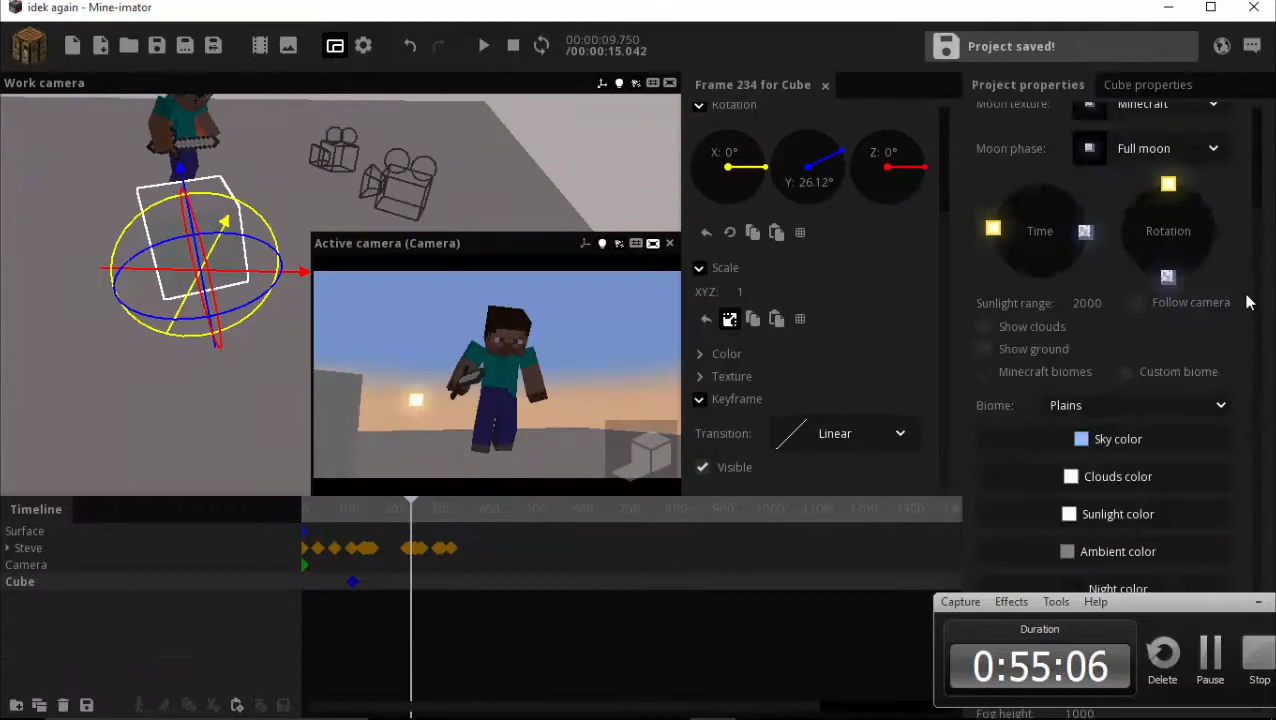 idek again - Mine-imator
00:00:09.750
/00:00:15.042
Project saved!
Work camera
Frame 234 for Cube
Project properties
Cube properties
Rotation
Moon texture:
Minecraft
X: 0°
Y: 26.12°
Z: 0°
Moon phase:
Full moon
Time
Rotation
Active camera (Camera)
Scale
XYZ:
1
Sunlight range:
2000
Follow camera
Show clouds
Show ground
Color
Texture
Minecraft biomes
Custom biome
Keyframe
Biome:
Plains
Transition:
Linear
Sky color
Visible
Clouds color
Timeline
Sunlight color
Surface
Steve
Ambient color
Camera
Cube
Night color
Capture
Effects
Tools
Help
Duration
0:55:06
Delete
Pause
Stop
Fog height:
1000